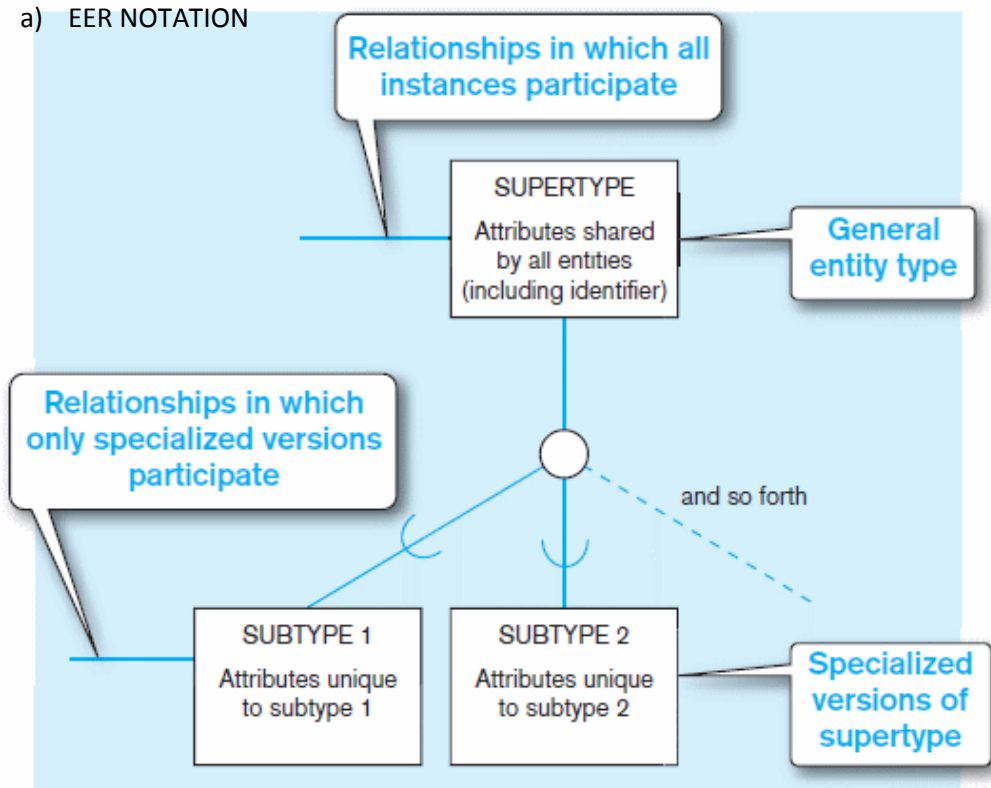 a) EER NOTATION
Relationships in which all
instances participate
SUPERTYPE
Attributes shared
by all entities
(including identifier)
General
entity type
Relationships in which
only specialized versions
participate
and so forth
SUBTYPE 1
Attributes unique
to subtype 1
SUBTYPE 2
Attributes unique
to subtype 2
Specialized
versions of
supertype